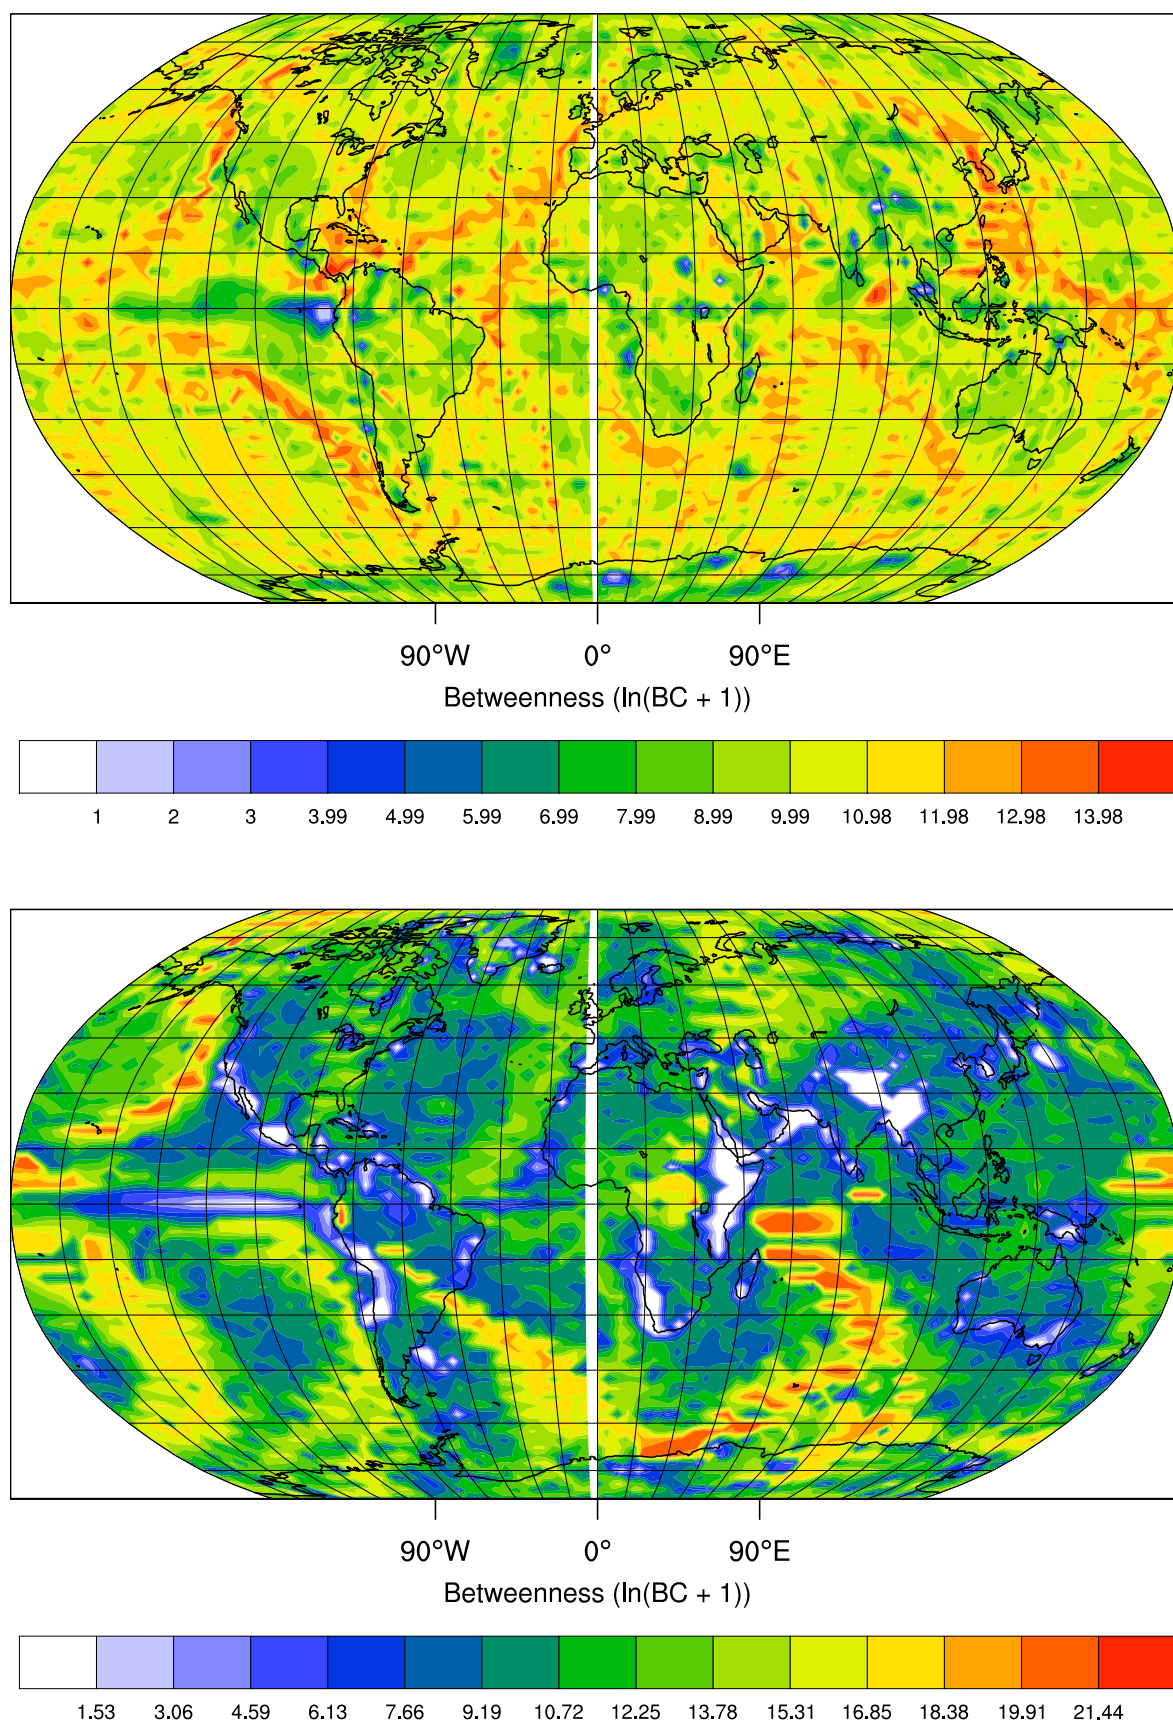 90°W 0° 90°E
Betweenness (ln(BC + 1))
1 2 3 3.99 4.99 5.99 6.99 7.99 8.99 9.99 10.98 11.98 12.98 13.98
90°W 0° 90°E
Betweenness (ln(BC + 1))
1.53 3.06 4.59 6.13 7.66 9.19 10.72 12.25 13.78 15.31 16.85 18.38 19.91 21.44